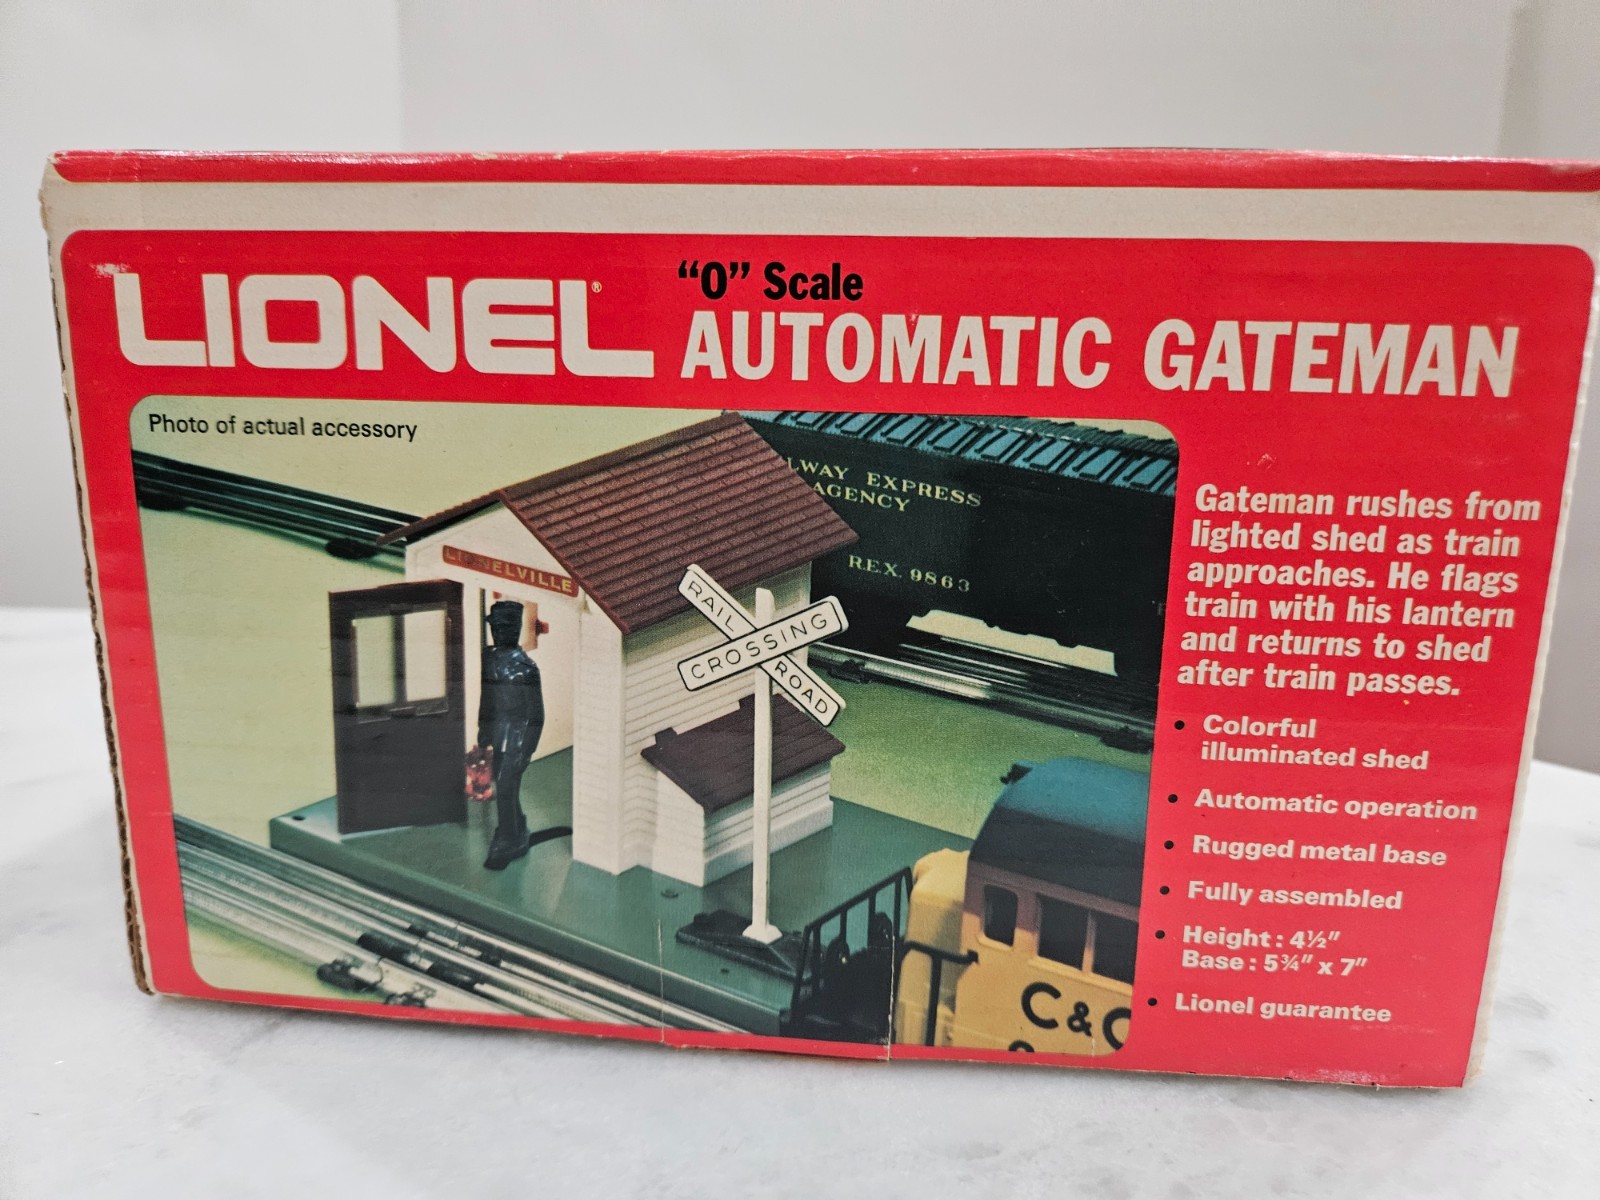 LIONEL®
"O" Scale
AUTOMATIC GATEMAN
Photo of actual accessory
LIONELVILLE
LWAY EXPRESS
AGENCY
REX. 9863
RAIL ROAD
CROSSING
C&O
Gateman rushes from
lighted shed as train
approaches. He flags
train with his lantern
and returns to shed
after train passes.
• Colorful
illuminated shed
• Automatic operation
• Rugged metal base
• Fully assembled
• Height: 4½"
Base: 5¾" x 7"
• Lionel guarantee